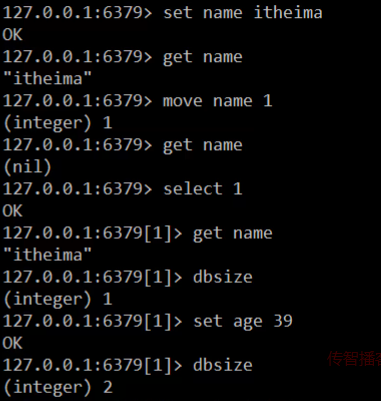 127.0.0.1:6379> set name itheima
OK
127.0.0.1:6379> get name
"itheima"
127.0.0.1:6379> move name 1
(integer) 1
127.0.0.1:6379> get name
(nil)
127.0.0.1:6379> select 1
OK
127.0.0.1:6379[1]> get name
"itheima"
127.0.0.1:6379[1]> dbsize
(integer) 1
127.0.0.1:6379[1]> set age 39
OK
传智播
127.0.0.1:6379[1]> dbsize
(integer) 2